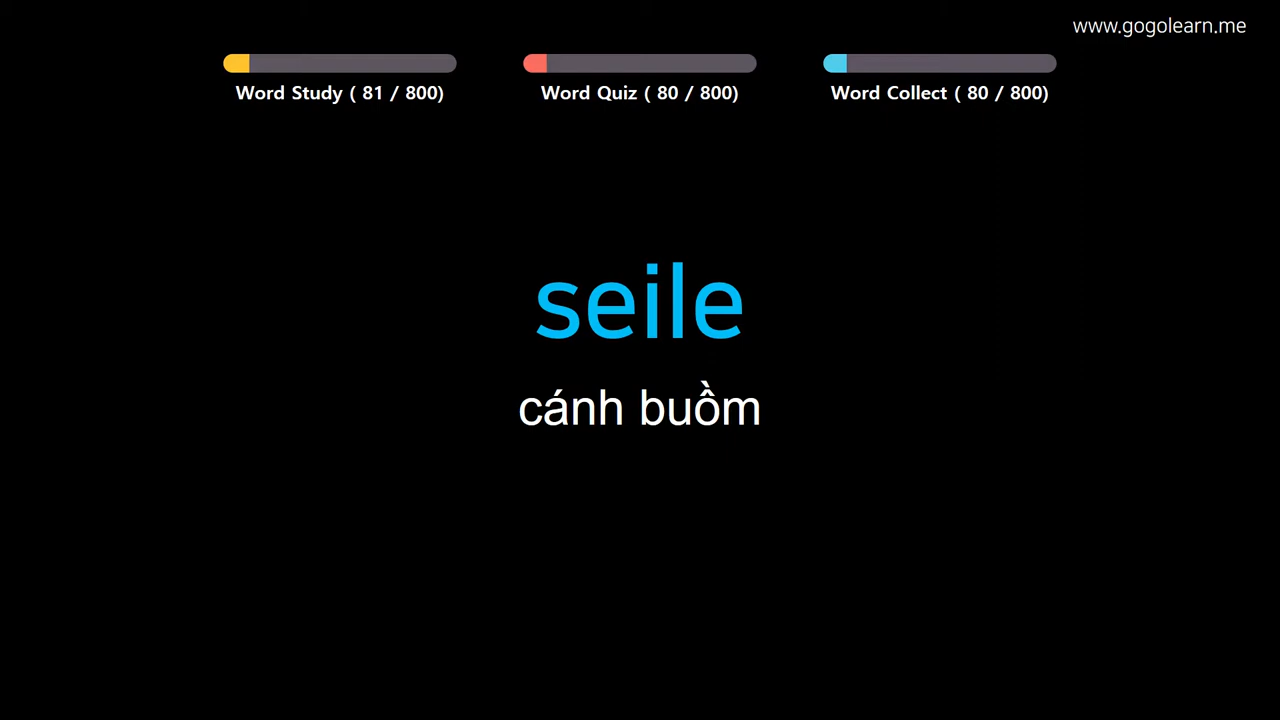 www.gogolearn.me
Word Study ( 81 / 800)
Word Quiz ( 80 / 800)
Word Collect ( 80 / 800)
seile
cánh buồm